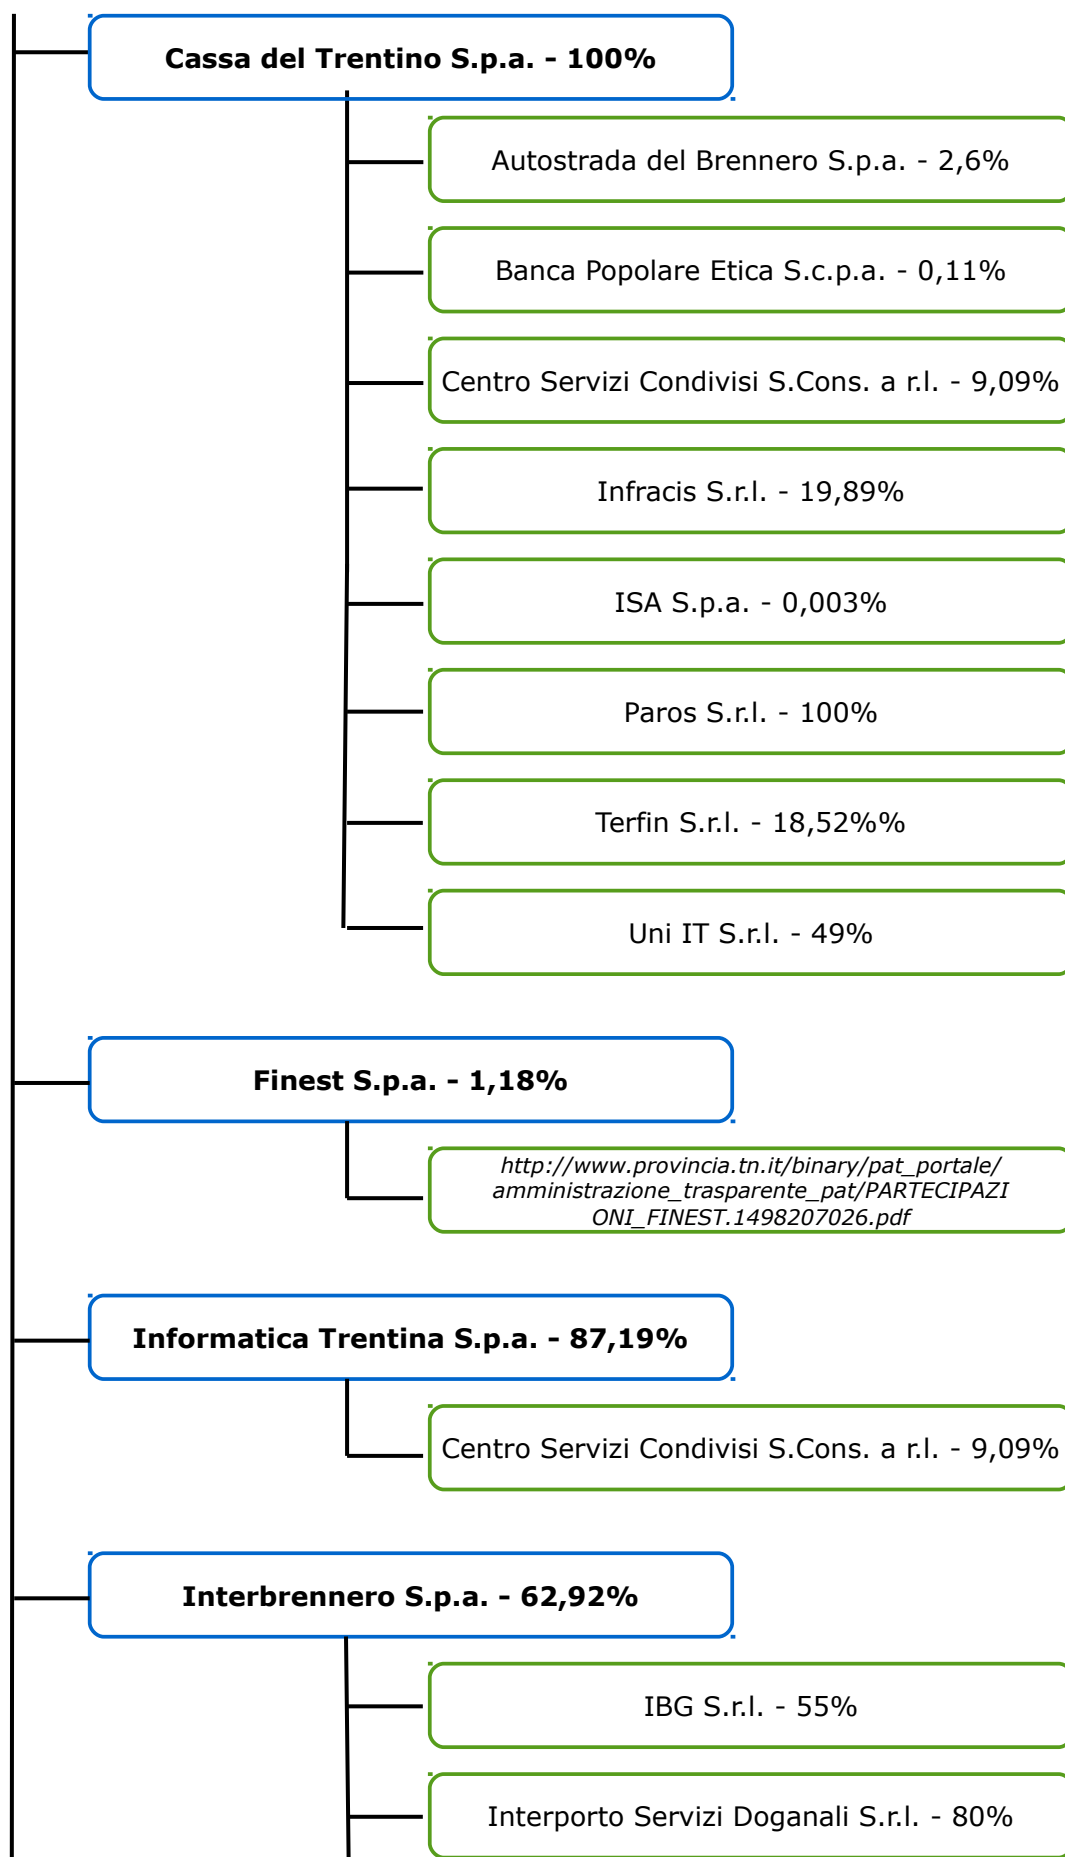 Cassa del Trentino S.p.a. - 100%
Autostrada del Brennero S.p.a. - 2,6%
Banca Popolare Etica S.c.p.a. - 0,11%
Centro Servizi Condivisi S.Cons. a r.l. - 9,09%
Infracis S.r.l. - 19,89%
ISA S.p.a. - 0,003%
Paros S.r.l. - 100%
Terfin S.r.l. - 18,52%%
Uni IT S.r.l. - 49%
Finest S.p.a. - 1,18%
http://www.provincia.tn.it/binary/pat_portale/
amministrazione_trasparente_pat/PARTECIPAZI
ONI_FINEST.1498207026.pdf
Informatica Trentina S.p.a. - 87,19%
Centro Servizi Condivisi S.Cons. a r.l. - 9,09%
Interbrennero S.p.a. - 62,92%
IBG S.r.l. - 55%
Interporto Servizi Doganali S.r.l. - 80%